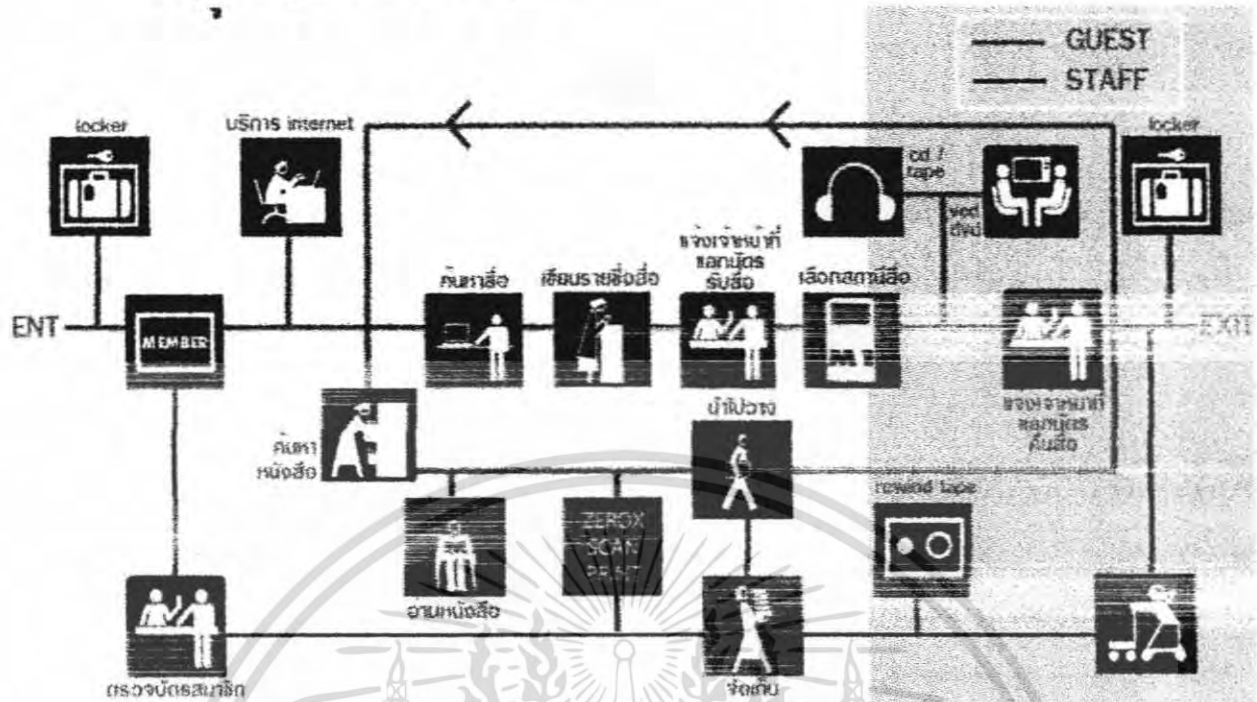 GUEST
STAFF
locker
บริการ internet
locker
cd /
tape
vcd
dvd
ค้นหาสื่อ
เขียนรายชื่อสื่อ
แจ้งเจ้าหน้าที่
แลกบัตร
รับสื่อ
เลือกสถานีสื่อ
ENT
MEMBER
EXIT
แจ้งเจ้าหน้าที่
แลกบัตร
คืนสื่อ
ค้นหา
หนังสือ
นำไปวาง
rewind tape
ZEROX
SCAN
PRINT
อ่านหนังสือ
ตรวจบัตรสมาชิก
จัดเก็บ